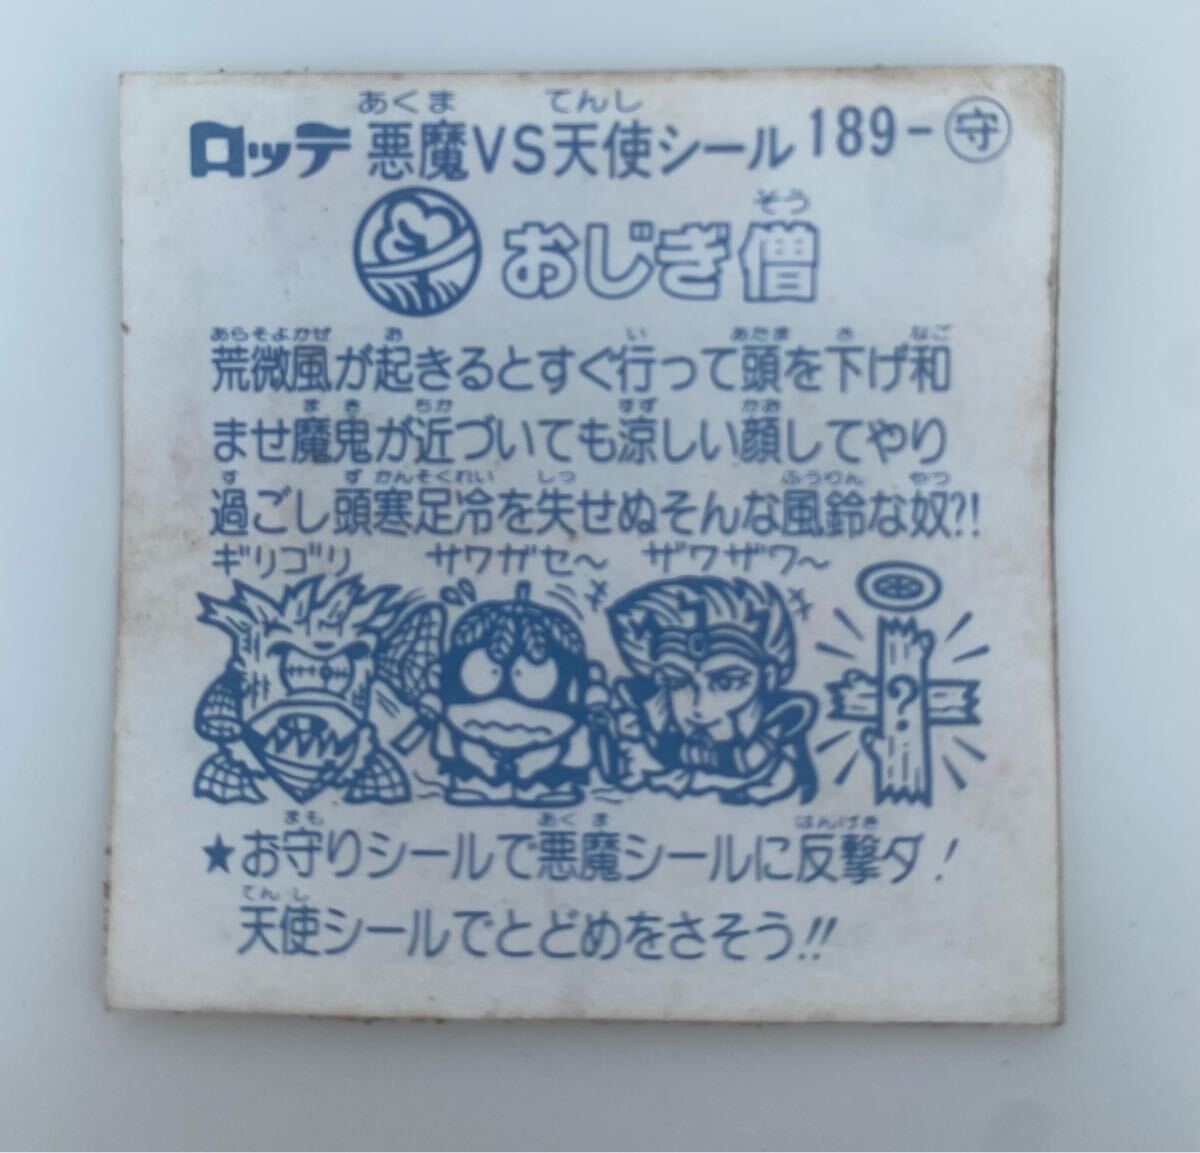 あくま てんし
ロッテ 悪魔VS天使シール 189-守
そう
おじぎ僧
あらそよかぜ お い あたま さ なご
荒微風が起きるとすぐ行って頭を下げ和
まき ちか すず かお
ませ魔鬼が近づいても涼しい顔してやり
す ずかんそくれい しつ ふうりん やつ
過ごし頭寒足冷を失せぬそんな風鈴な奴?!
ギリゴリ サワガセ〜 ザワザワ〜
?
まも あくま はんげき
★お守りシールで悪魔シールに反撃ダ!
てんし
天使シールでとどめをさそう!!